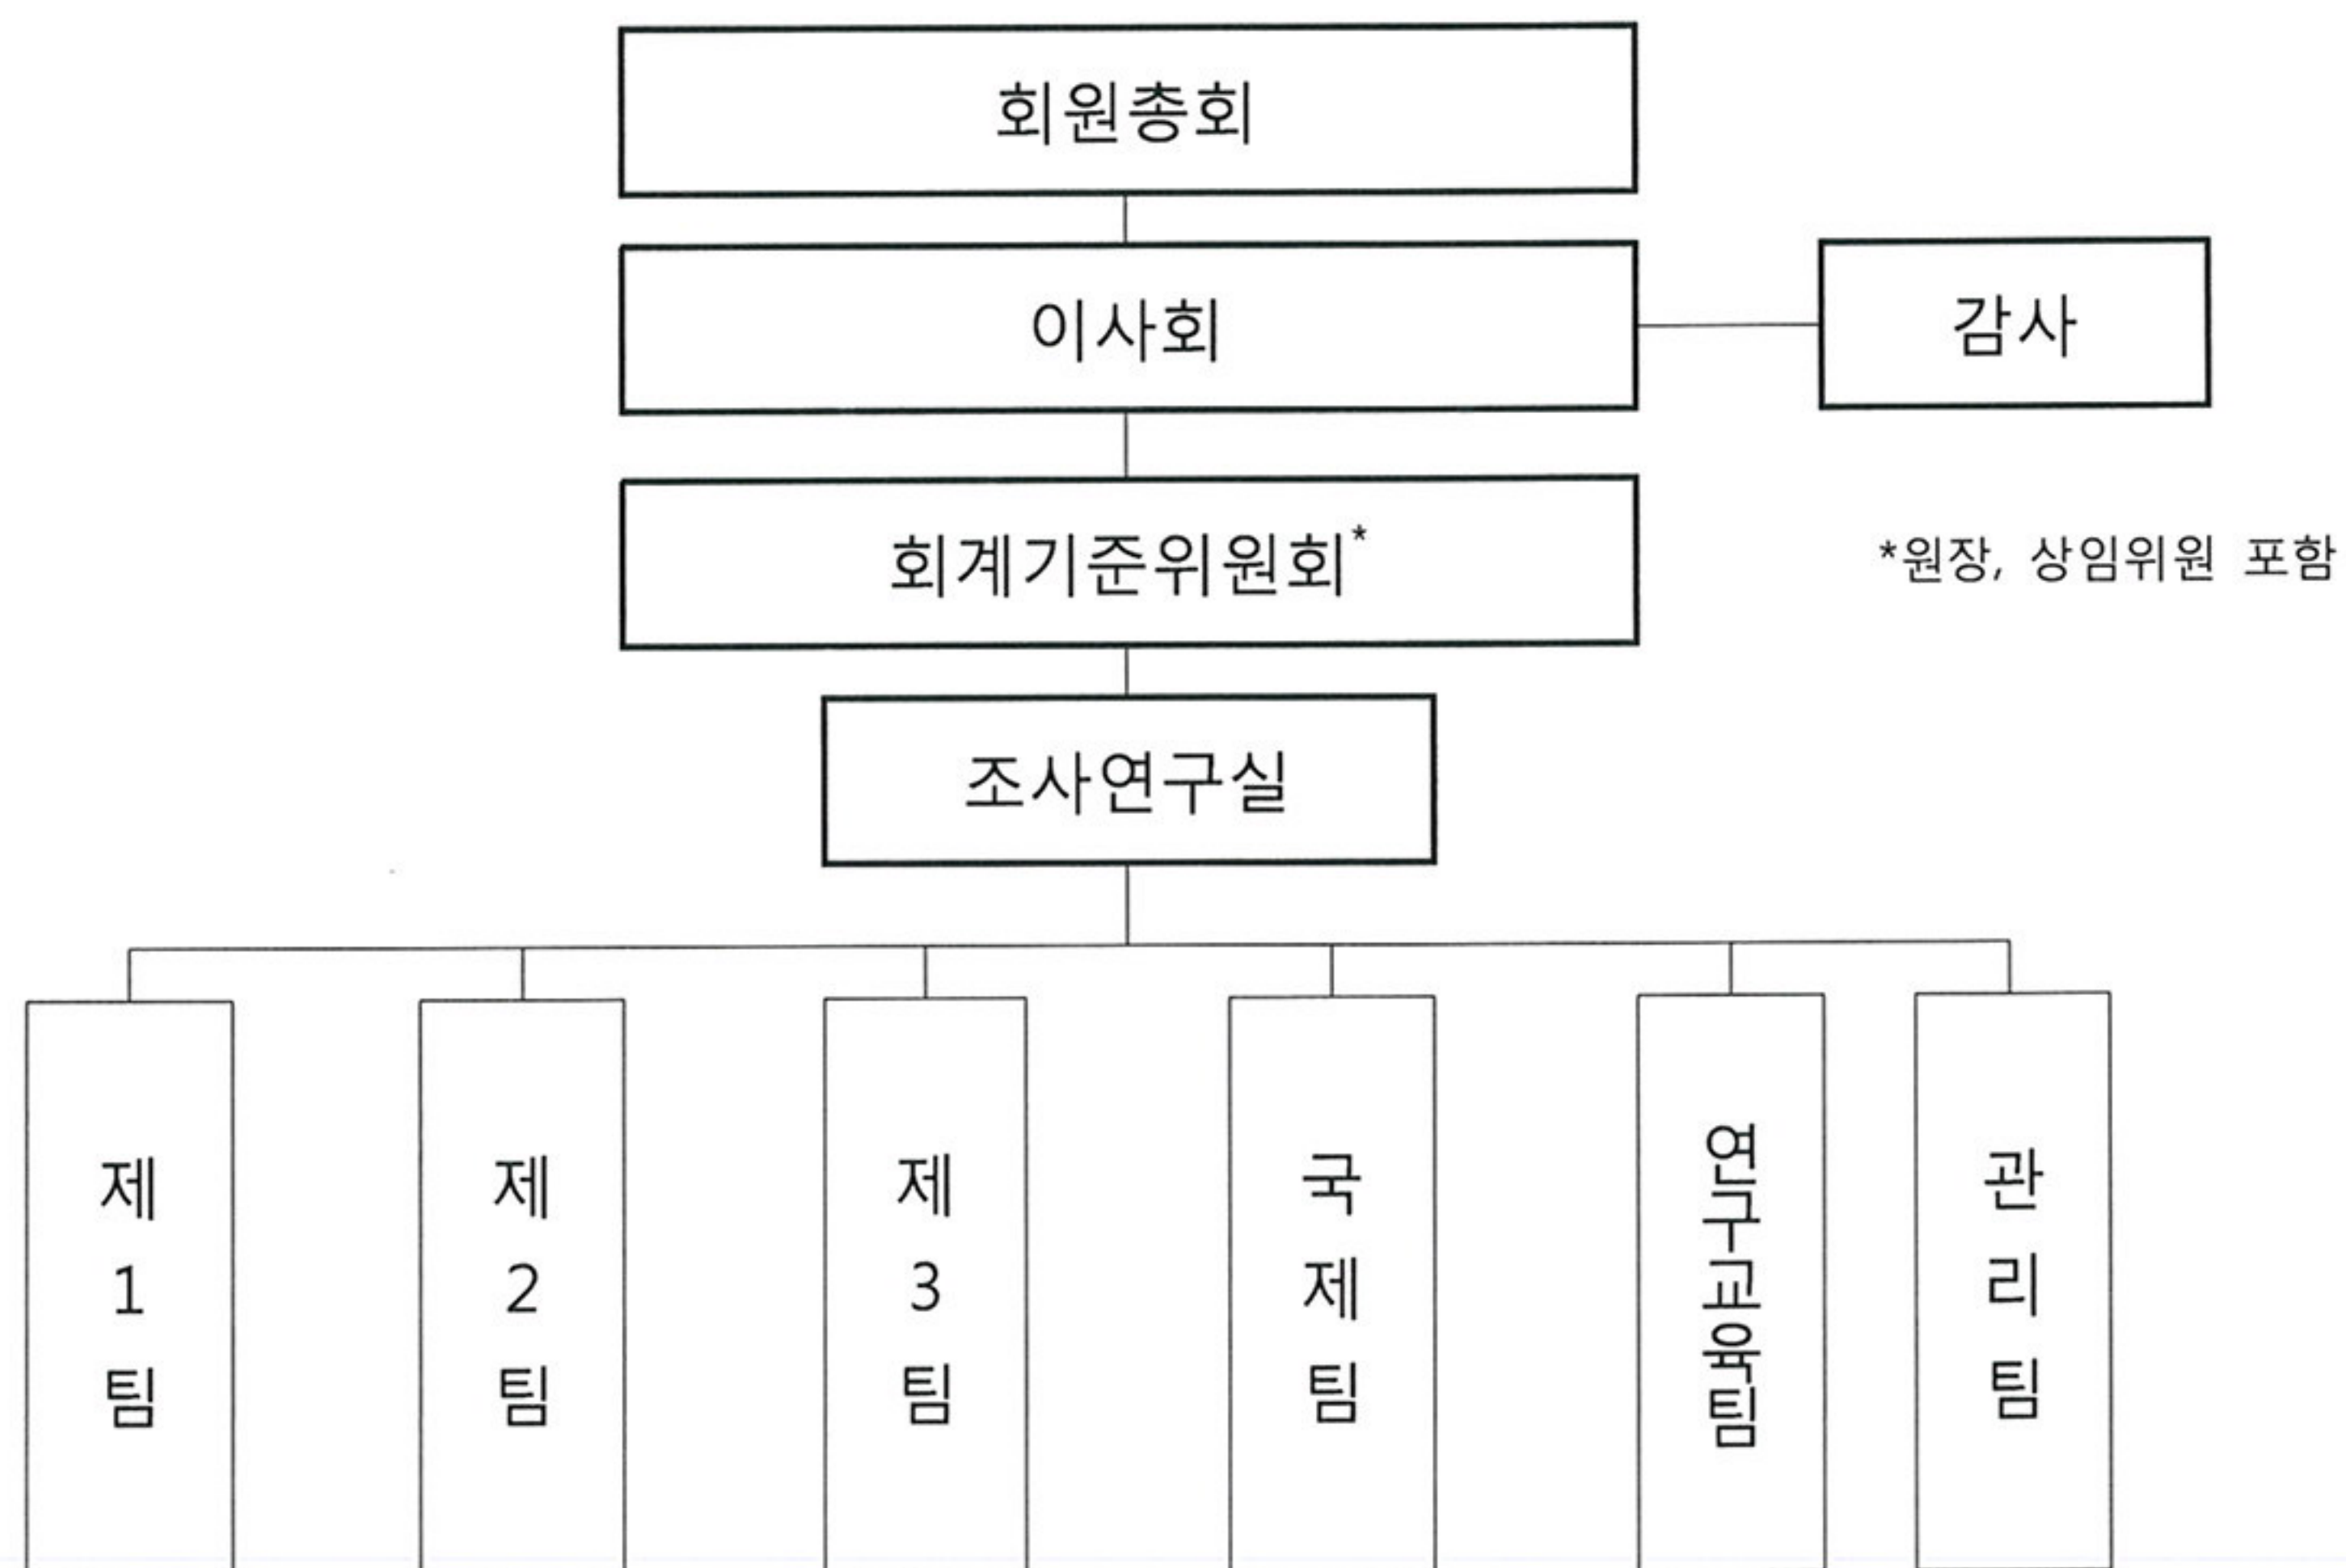 회원총회
이사회
감사
회계기준위원회*
*원장, 상임위원 포함
조사연구실
제1팀
제2팀
제3팀
국제팀
연구교육팀
관리팀